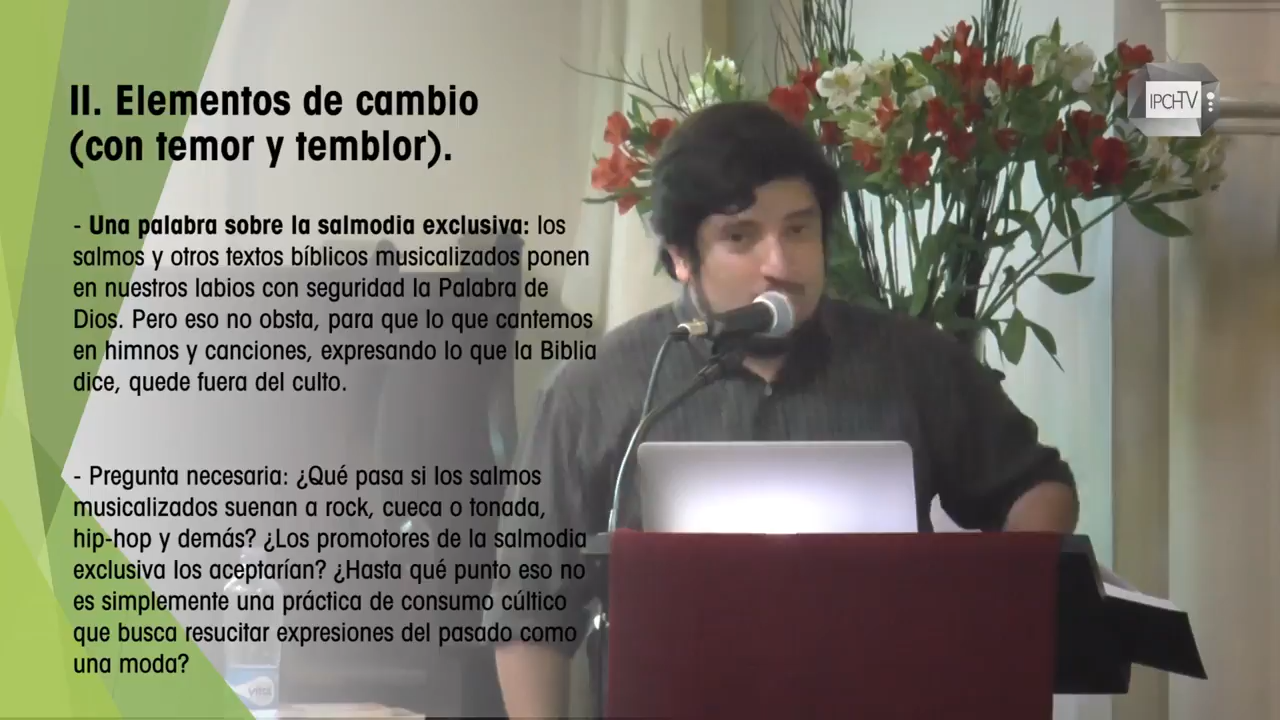 II. Elementos de cambio
(con temor y temblor).
- Una palabra sobre la salmodia exclusiva: los
salmos y otros textos bíblicos musicalizados ponen
en nuestros labios con seguridad la Palabra de
Dios. Pero eso no obsta, para que lo que cantemos
en himnos y canciones, expresando lo que la Biblia
dice, quede fuera del culto.
- Pregunta necesaria: ¿Qué pasa si los salmos
musicalizados suenan a rock, cueca o tonada,
hip-hop y demás? ¿Los promotores de la salmodia
exclusiva los aceptarían? ¿Hasta qué punto eso no
es simplemente una práctica de consumo cúltico
que busca resucitar expresiones del pasado como
una moda?
IPCHTV
vital